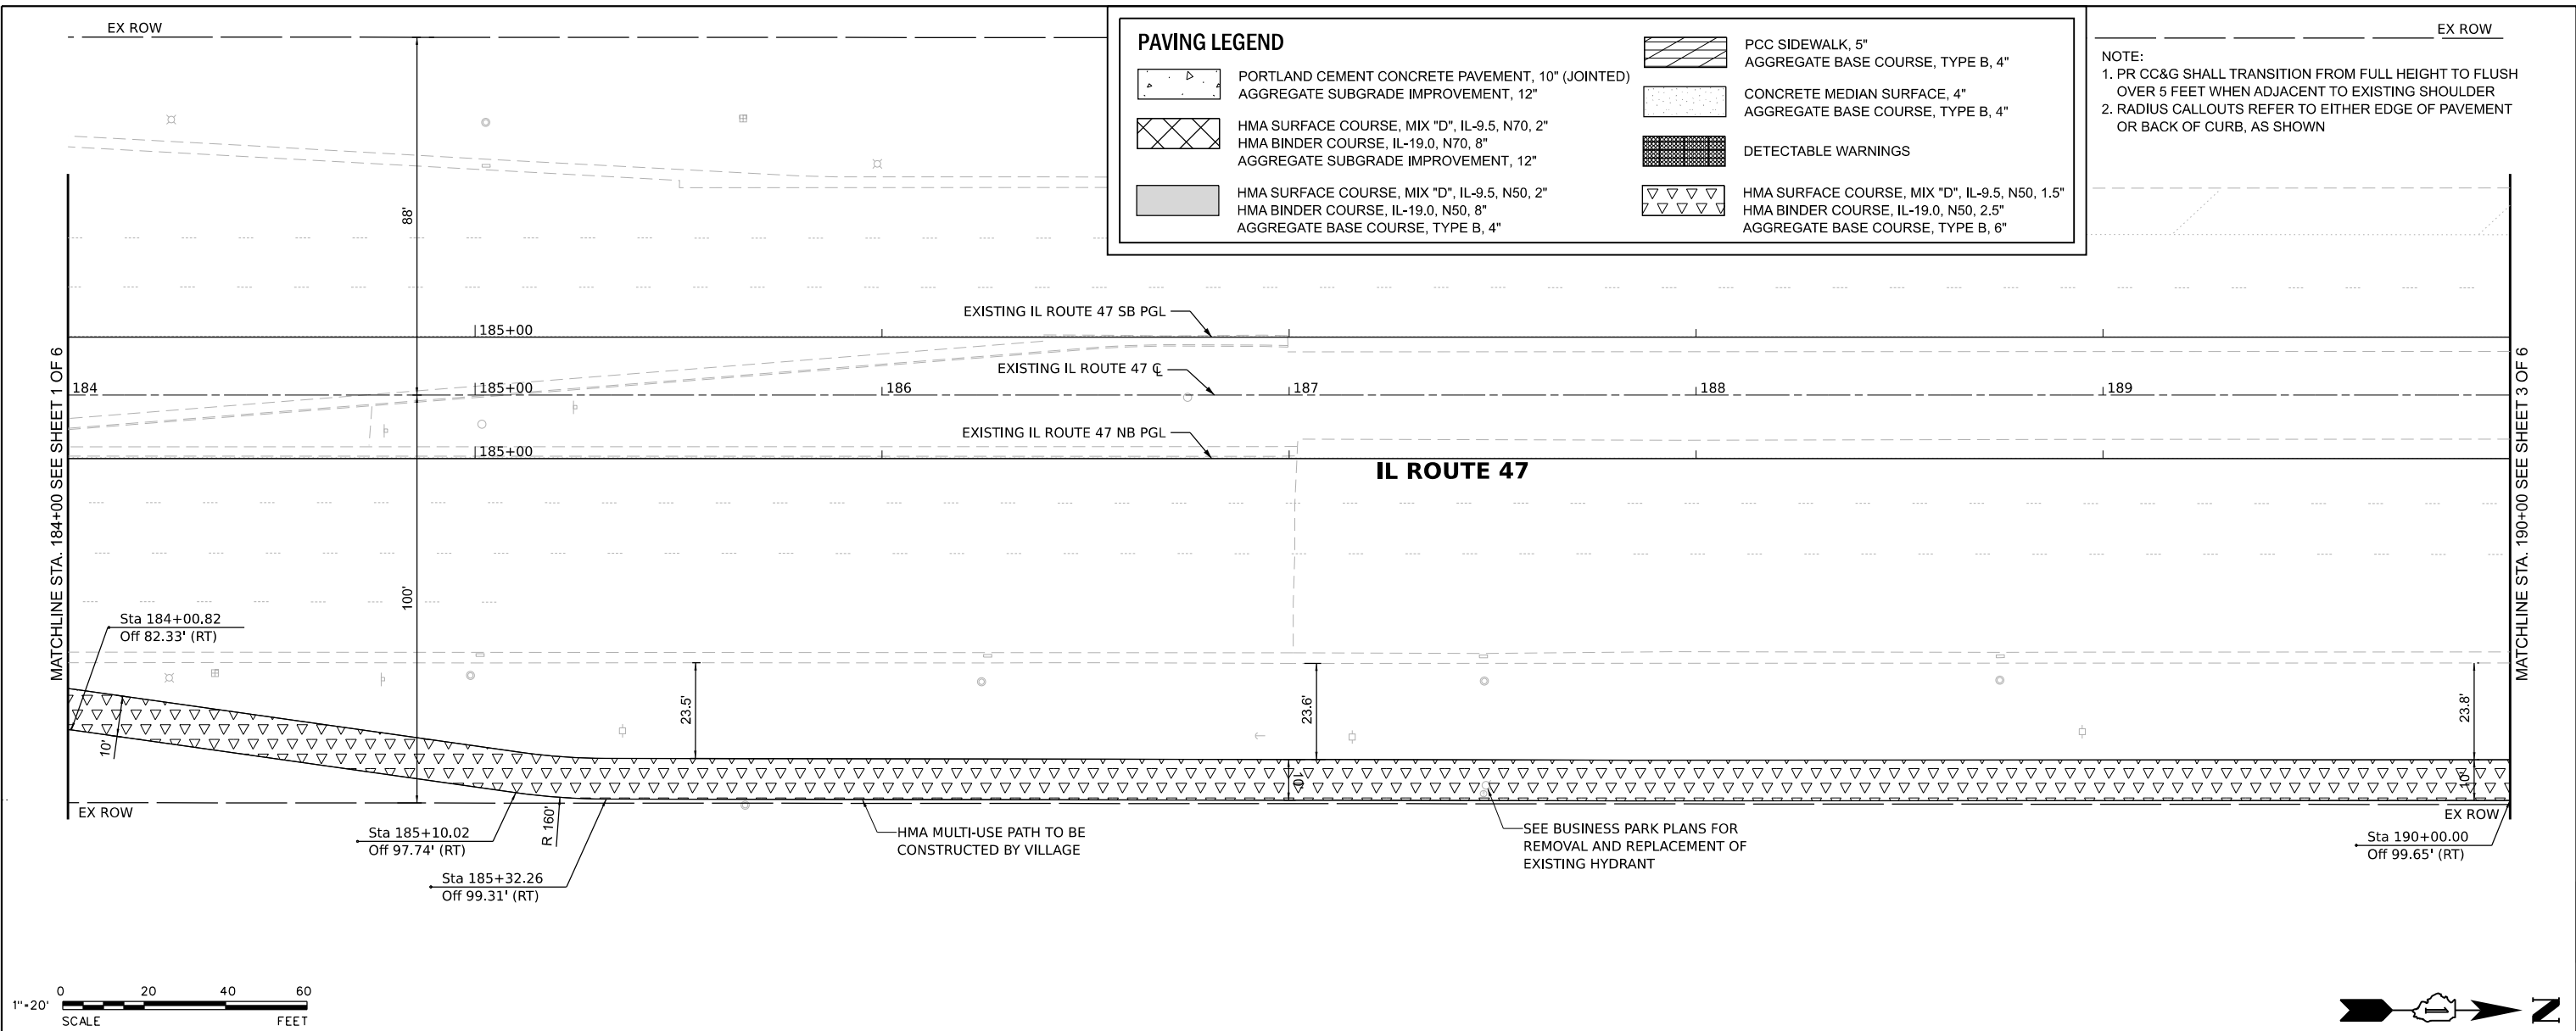 EX ROW
PAVING LEGEND
PORTLAND CEMENT CONCRETE PAVEMENT, 10" (JOINTED)
AGGREGATE SUBGRADE IMPROVEMENT, 12"
HMA SURFACE COURSE, MIX "D", IL-9.5, N70, 2"
HMA BINDER COURSE, IL-19.0, N70, 8"
AGGREGATE SUBGRADE IMPROVEMENT, 12"
HMA SURFACE COURSE, MIX "D", IL-9.5, N50, 2"
HMA BINDER COURSE, IL-19.0, N50, 8"
AGGREGATE BASE COURSE, TYPE B, 4"
PCC SIDEWALK, 5"
AGGREGATE BASE COURSE, TYPE B, 4"
CONCRETE MEDIAN SURFACE, 4"
AGGREGATE BASE COURSE, TYPE B, 4"
DETECTABLE WARNINGS
HMA SURFACE COURSE, MIX "D", IL-9.5, N50, 1.5"
HMA BINDER COURSE, IL-19.0, N50, 2.5"
AGGREGATE BASE COURSE, TYPE B, 6"
EX ROW
NOTE:
1. PR CC&G SHALL TRANSITION FROM FULL HEIGHT TO FLUSH
OVER 5 FEET WHEN ADJACENT TO EXISTING SHOULDER
2. RADIUS CALLOUTS REFER TO EITHER EDGE OF PAVEMENT
OR BACK OF CURB, AS SHOWN
88'
EXISTING IL ROUTE 47 SB PGL
185+00
EXISTING IL ROUTE 47 ℄
184
185+00
186
187
188
189
EXISTING IL ROUTE 47 NB PGL
185+00
IL ROUTE 47
MATCHLINE STA. 184+00 SEE SHEET 1 OF 6
MATCHLINE STA. 190+00 SEE SHEET 3 OF 6
100'
Sta 184+00.82
Off 82.33' (RT)
10'
23.5'
23.6'
23.8'
10'
10'
EX ROW
EX ROW
Sta 185+10.02
Off 97.74' (RT)
R 160'
Sta 185+32.26
Off 99.31' (RT)
HMA MULTI-USE PATH TO BE
CONSTRUCTED BY VILLAGE
SEE BUSINESS PARK PLANS FOR
REMOVAL AND REPLACEMENT OF
EXISTING HYDRANT
Sta 190+00.00
Off 99.65' (RT)
1"=20'
0 20 40 60
SCALE FEET
N